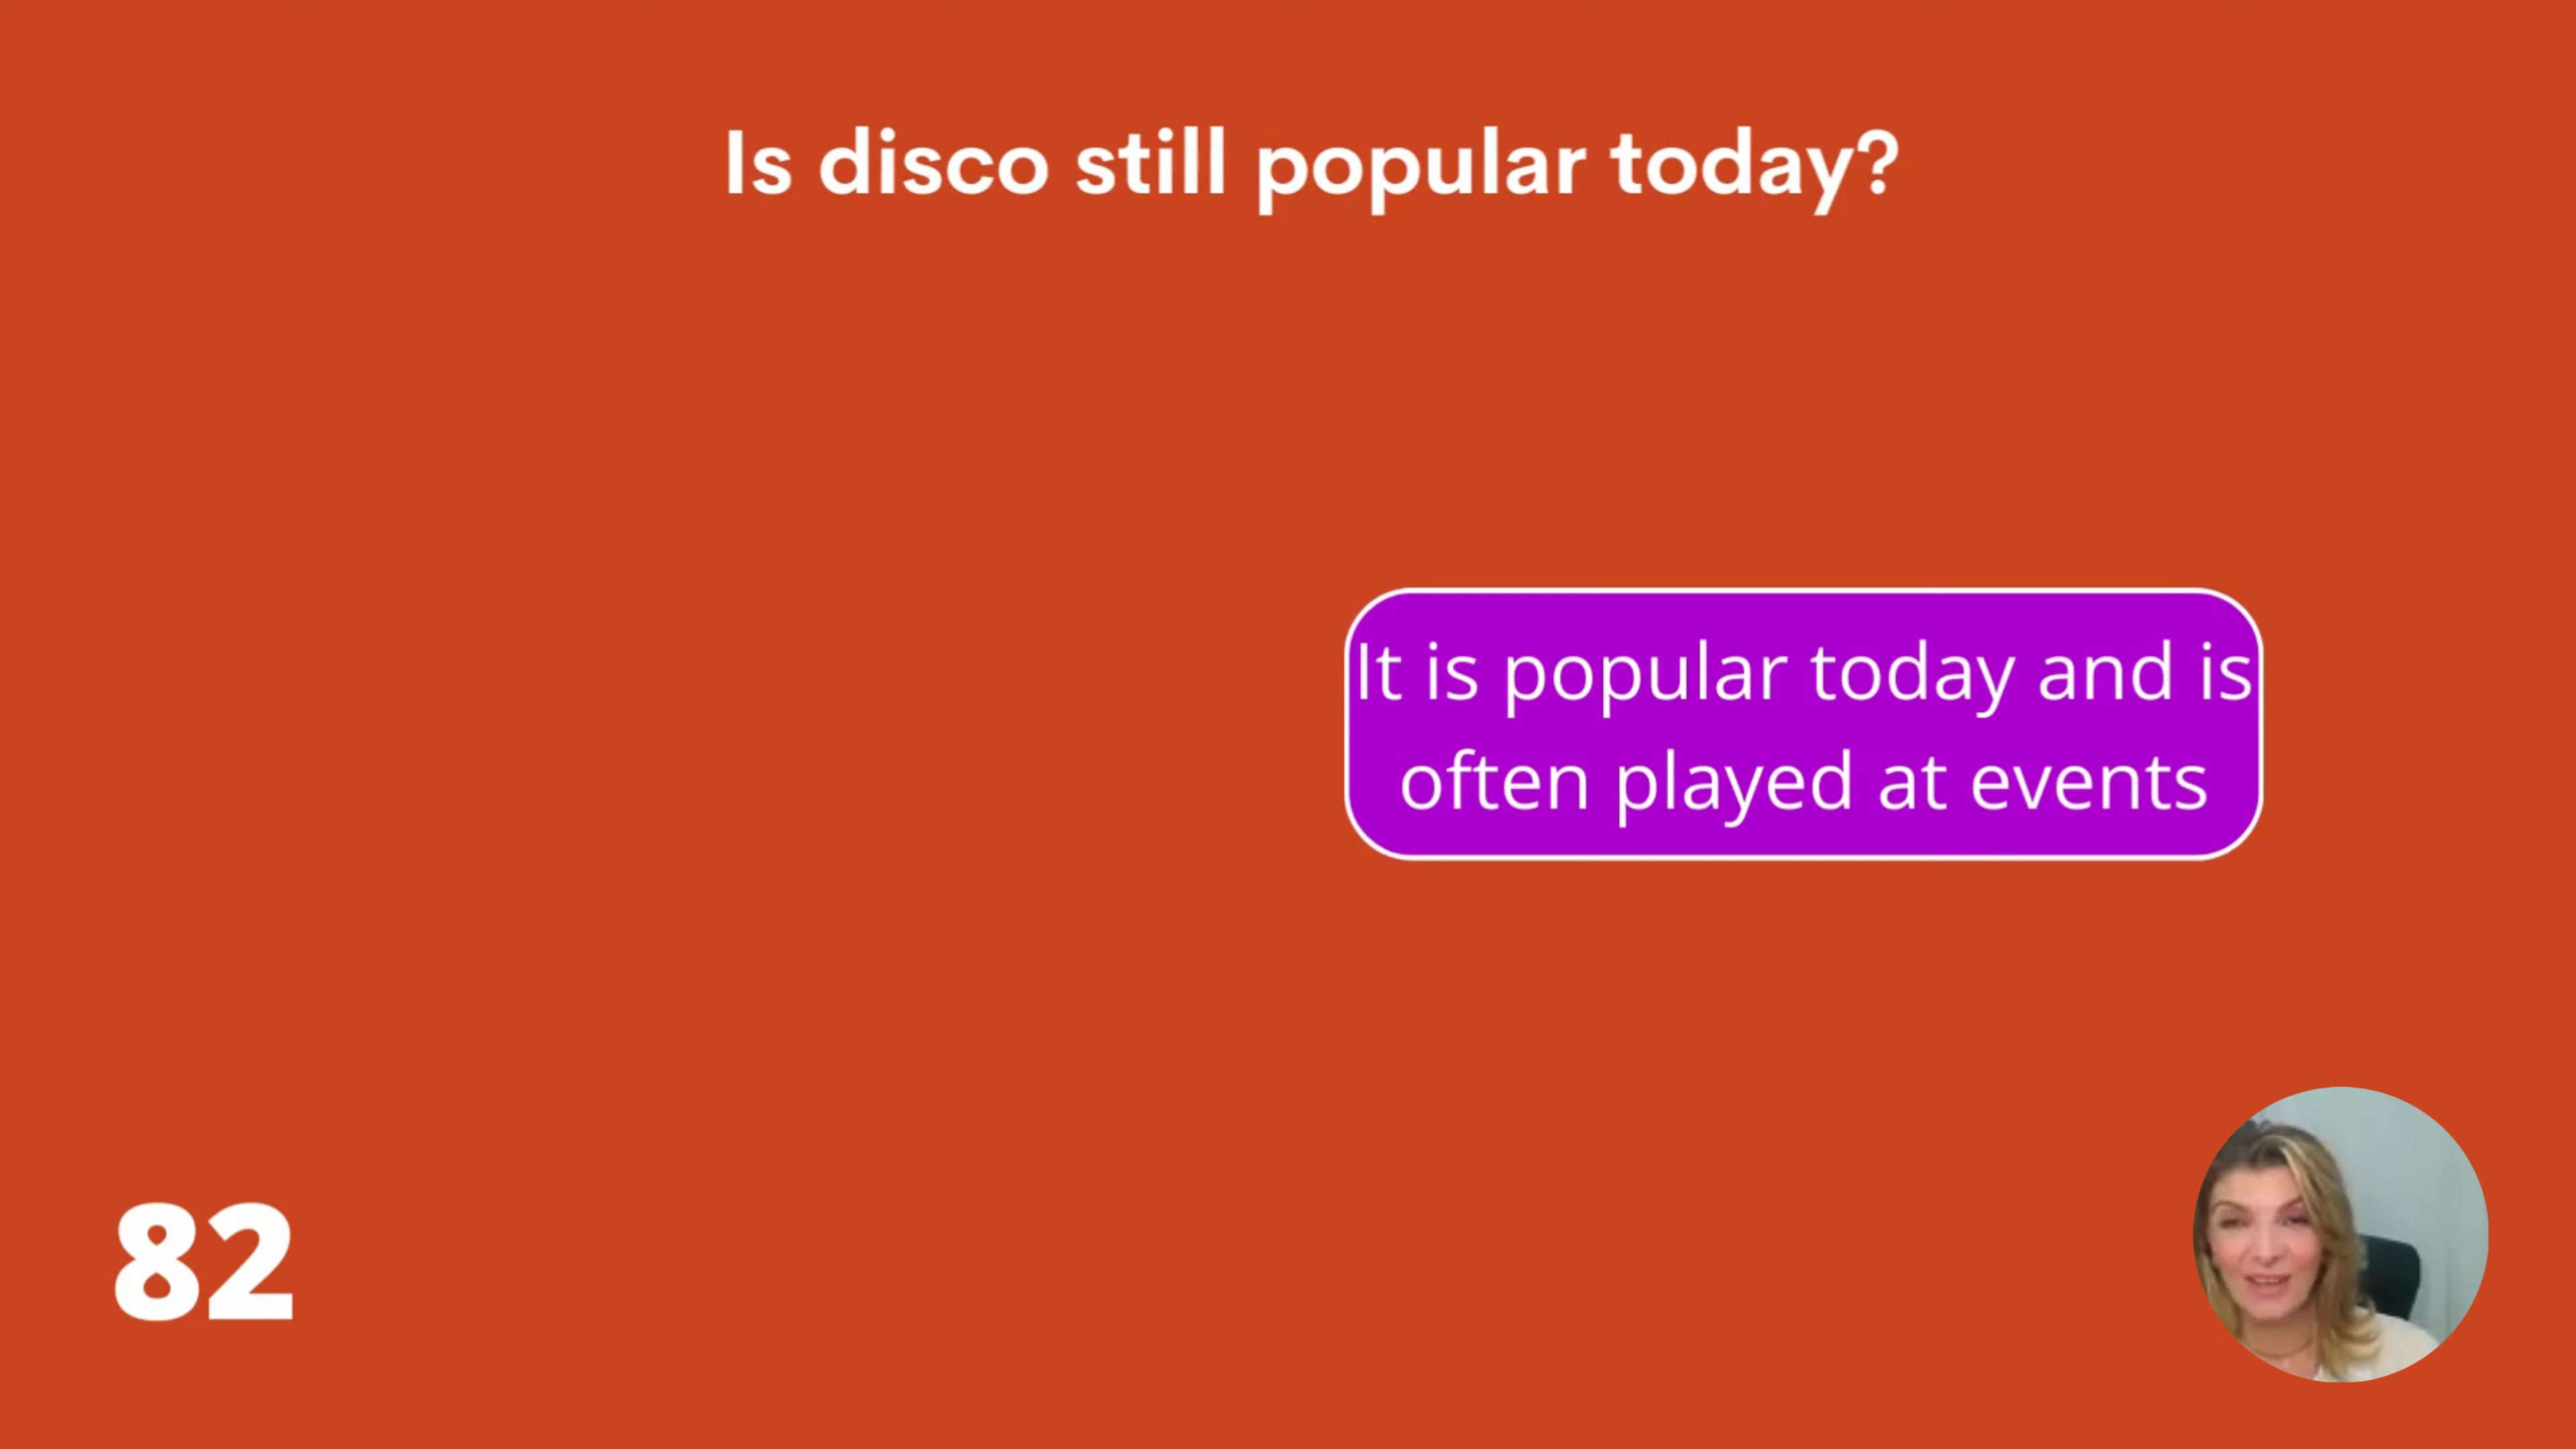 Is disco still popular today?
It is popular today and is
often played at events
82